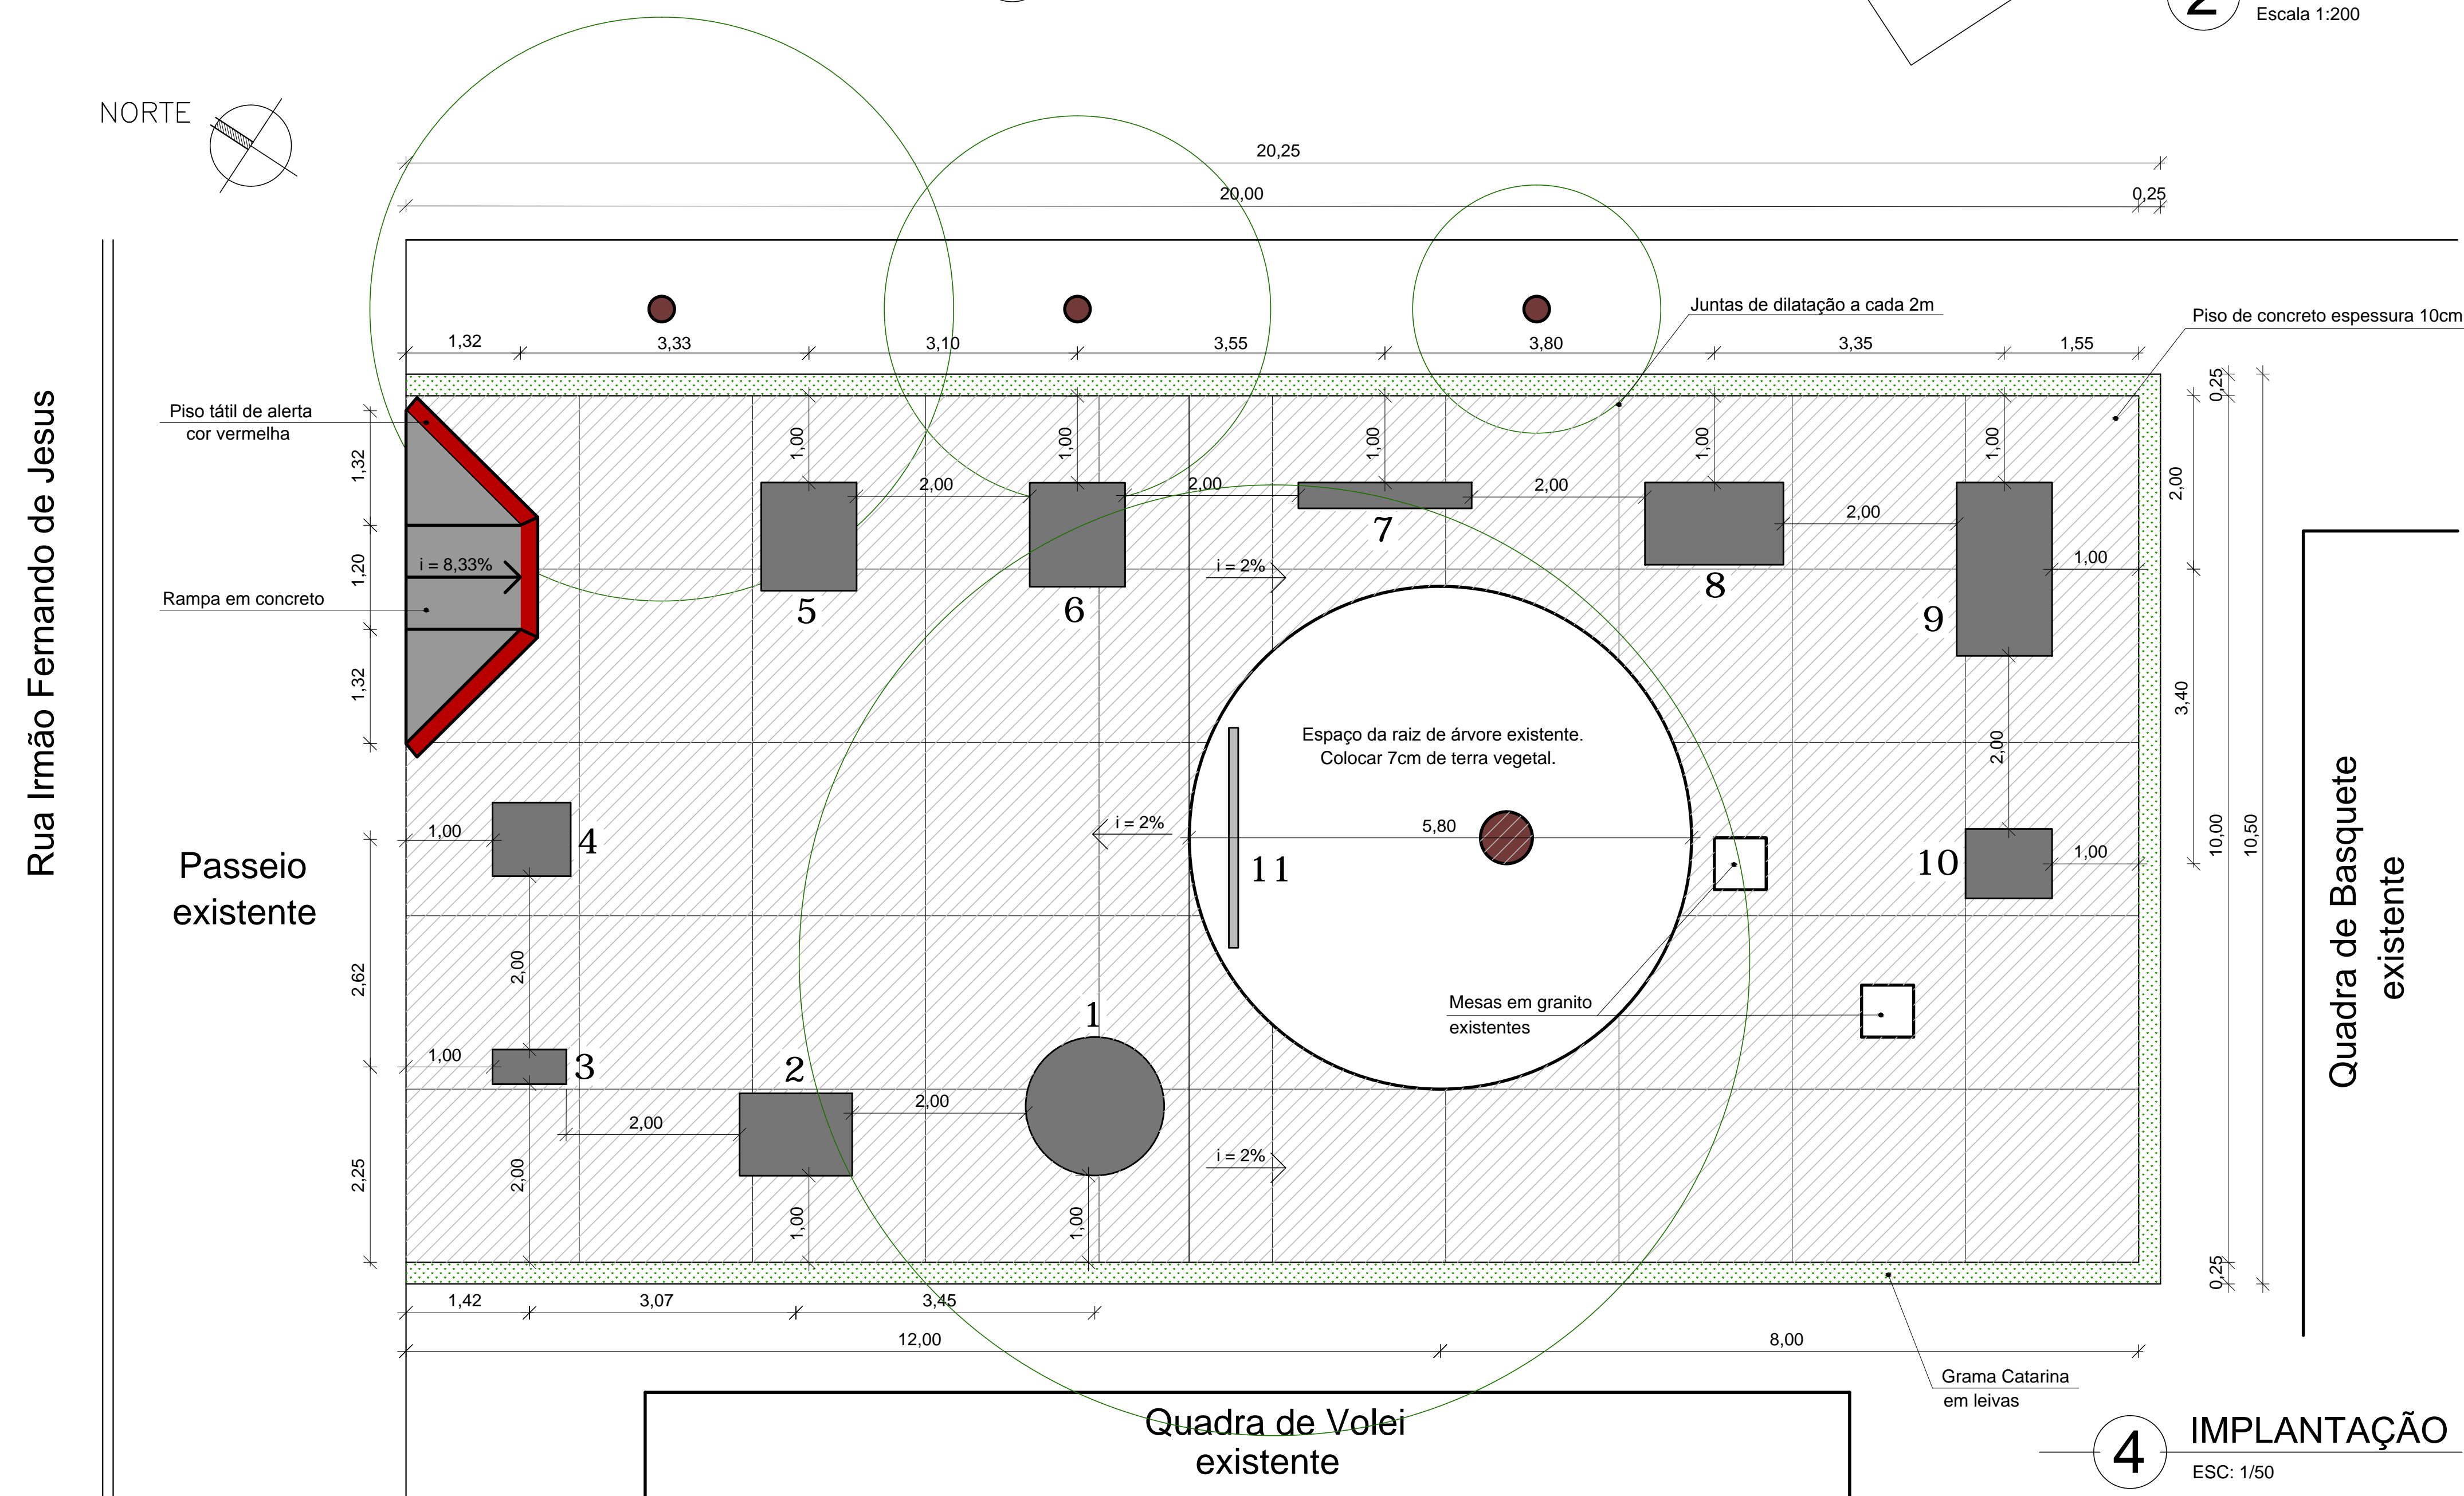 2
Escala 1:200
NORTE
20,25
20,00
0,25
Juntas de dilatação a cada 2m
Piso de concreto espessura 10cm
1,32
3,33
3,10
3,55
3,80
3,35
1,55
0,25
Piso tátil de alerta
cor vermelha
1,32
1,00
1,00
1,00
1,00
1,00
2,00
2,00
2,00
2,00
2,00
7
i = 8,33%
1,20
i = 2%
1,00
8
5
6
9
Rampa em concreto
1,32
3,40
Rua Irmão Fernando de Jesus
Espaço da raiz de árvore existente.
Colocar 7cm de terra vegetal.
2,00
Passeio
existente
1,00
4
i = 2%
5,80
11
10
1,00
10,00
10,50
Quadra de Basquete
existente
2,62
2,00
Mesas em granito
existentes
1
1,00
3
2
2,00
2,00
2,25
2,00
1,00
1,00
i = 2%
0,25
1,42
3,07
3,45
12,00
8,00
Grama Catarina
em leivas
Quadra de Volei
existente
4
IMPLANTAÇÃO
ESC: 1/50